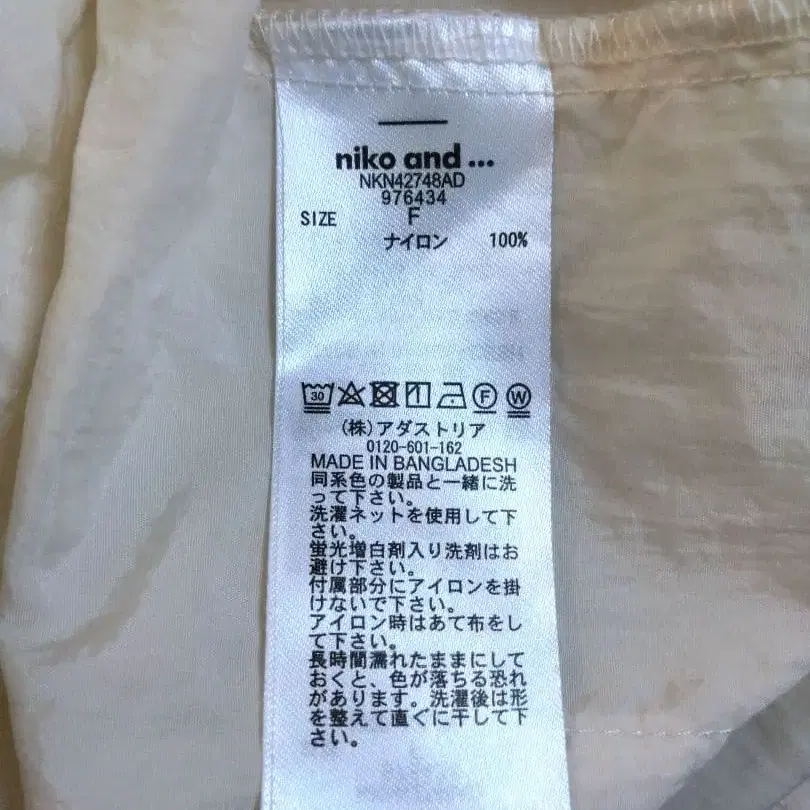 niko and ...
NKN42748AD
976434
SIZE F
ナイロン 100%
30
F W
(株)アダストリア
0120-601-162
MADE IN BANGLADESH
同系色の製品と一緒に洗
って下さい。
洗濯ネットを使用して下
さい。
蛍光増白剤入り洗剤はお
避け下さい。
付属部分にアイロンを掛
けないで下さい。
アイロン時はあて布をし
て下さい。
長時間濡れたままにして
おくと、色が落ちる恐れ
があります。洗濯後は形
を整えて直ぐに干して下
さい。